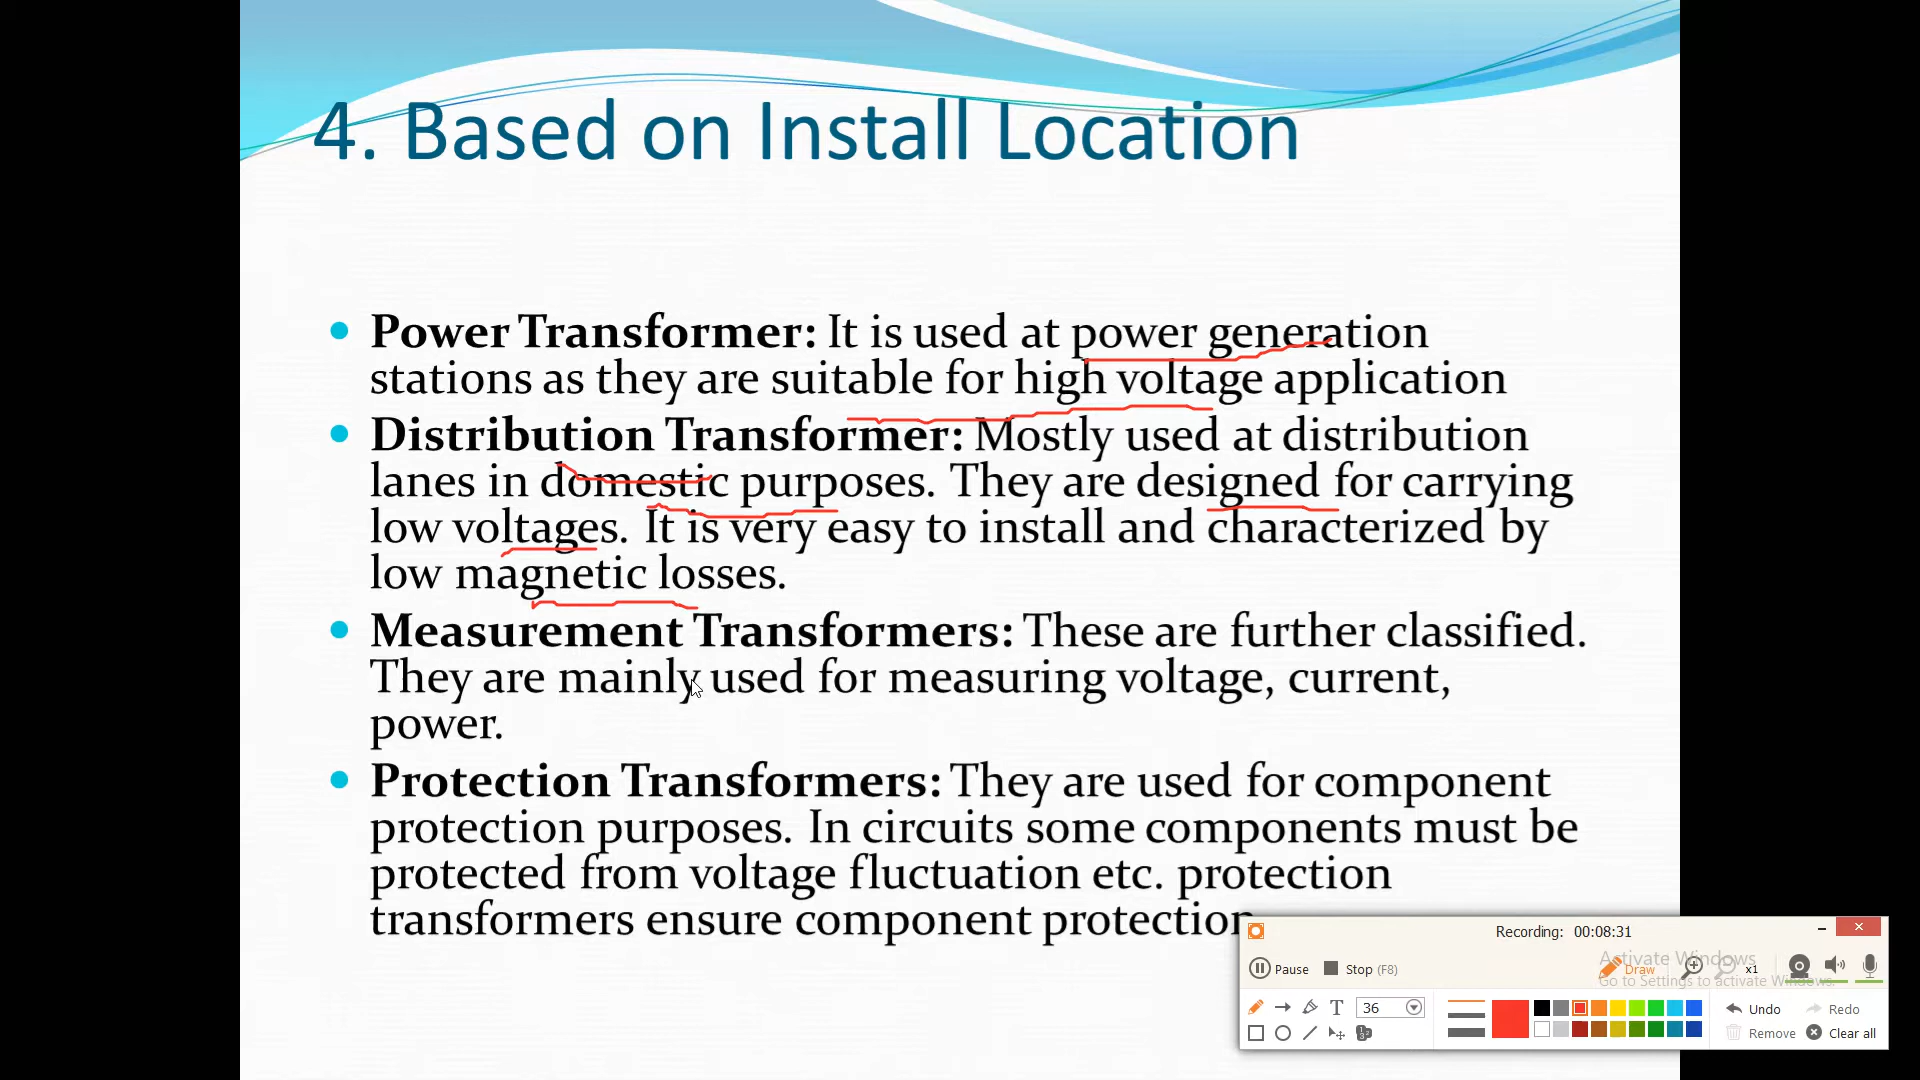 4. Based on Install Location
Power Transformer: It is used at power generation
stations as they are suitable for high voltage application
Distribution Transformer: Mostly used at distribution
lanes in domestic purposes. They are designed for carrying
low voltages. It is very easy to install and characterized by
low magnetic losses.
Measurement Transformers: These are further classified.
They are mainly used for measuring voltage, current,
power.
Protection Transformers: They are used for component
protection purposes. In circuits some components must be
protected from voltage fluctuation etc. protection
transformers ensure component protection
Recording: 00:08:31
Activate Windows
Pause Stop (F8) Draw x1
Go to Settings to activate Windows.
T 36 Undo Redo
Remove Clear all